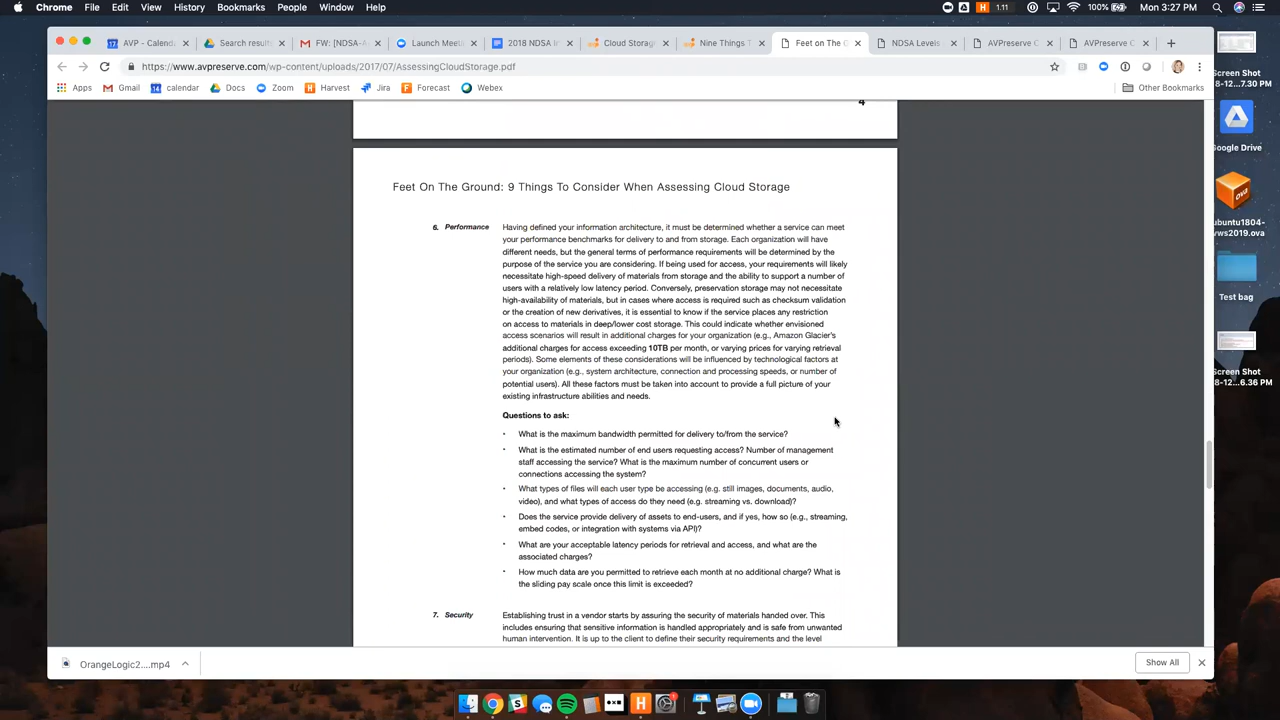 Chrome File Edit View History Bookmarks People Window Help
1.11 100% Mon 3:27 PM
AVP - Calend
Search result
FW: [NDSA-A
Launch Meeti
2018 NDSA In
Cloud Storag
Nine Things T
Feet on The G
NDSA Levels
AVPreserve C
AVPreserve C
https://www.avpreserve.com/wp-content/uploads/2017/07/AssessingCloudStorage.pdf
Apps Gmail calendar Docs Zoom Harvest Jira Forecast Webex Other Bookmarks
4
Feet On The Ground: 9 Things To Consider When Assessing Cloud Storage
6. Performance
Having defined your information architecture, it must be determined whether a service can meet
your performance benchmarks for delivery to and from storage. Each organization will have
different needs, but the general terms of performance requirements will be determined by the
purpose of the service you are considering. If being used for access, your requirements will likely
necessitate high-speed delivery of materials from storage and the ability to support a number of
users with a relatively low latency period. Conversely, preservation storage may not necessitate
high-availability of materials, but in cases where access is required such as checksum validation
or the creation of new derivatives, it is essential to know if the service places any restriction
on access to materials in deep/lower cost storage. This could indicate whether envisioned
access scenarios will result in additional charges for your organization (e.g., Amazon Glacier's
additional charges for access exceeding 10TB per month, or varying prices for varying retrieval
periods). Some elements of these considerations will be influenced by technological factors at
your organization (e.g., system architecture, connection and processing speeds, or number of
potential users). All these factors must be taken into account to provide a full picture of your
existing infrastructure abilities and needs.
Questions to ask:
• What is the maximum bandwidth permitted for delivery to/from the service?
• What is the estimated number of end users requesting access? Number of management
staff accessing the service? What is the maximum number of concurrent users or
connections accessing the system?
• What types of files will each user type be accessing (e.g. still images, documents, audio,
video), and what types of access do they need (e.g. streaming vs. download)?
• Does the service provide delivery of assets to end-users, and if yes, how so (e.g., streaming,
embed codes, or integration with systems via API)?
• What are your acceptable latency periods for retrieval and access, and what are the
associated charges?
• How much data are you permitted to retrieve each month at no additional charge? What is
the sliding pay scale once this limit is exceeded?
7. Security
Establishing trust in a vendor starts by assuring the security of materials handed over. This
includes ensuring that sensitive information is handled appropriately and is safe from unwanted
human intervention. It is up to the client to define their security requirements and the level
OrangeLogic2....mp4
Show All
Screen Shot
8-12...7.30 PM
oogle Drive
ova
ubuntu1804-
ws2019.ova
Test bag
Screen Shot
8-12...6.36 PM